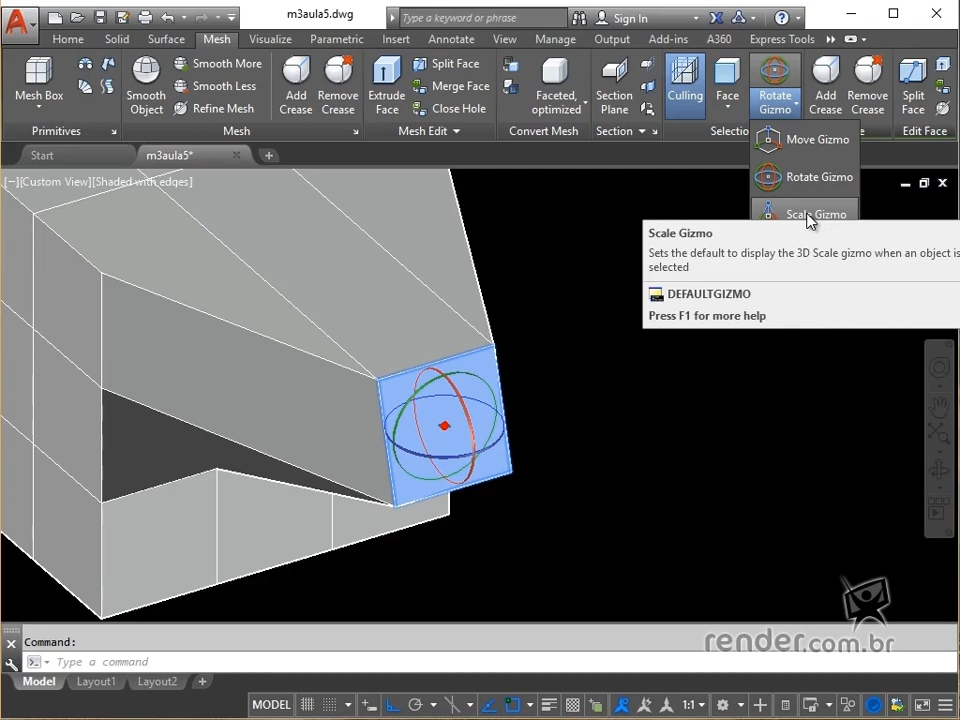 m3aula5.dwg
Type a keyword or phrase
Sign In
Home
Solid
Surface
Mesh
Visualize
Parametric
Insert
Annotate
View
Manage
Output
Add-ins
A360
Express Tools
Mesh Box
Smooth Object
Smooth More
Smooth Less
Refine Mesh
Add Crease
Remove Crease
Extrude Face
Split Face
Merge Face
Close Hole
Faceted, optimized
Section Plane
Culling
Face
Rotate Gizmo
Add Crease
Remove Crease
Split Face
Primitives
Mesh
Mesh Edit
Convert Mesh
Section
Edit Face
Move Gizmo
Rotate Gizmo
Scale Gizmo
Start
m3aula5*
[−][Custom View][Shaded with edges]
Scale Gizmo
Sets the default to display the 3D Scale gizmo when an object is
selected
DEFAULTGIZMO
Press F1 for more help
render.com.br
Command:
Type a command
Model
Layout1
Layout2
MODEL
1:1